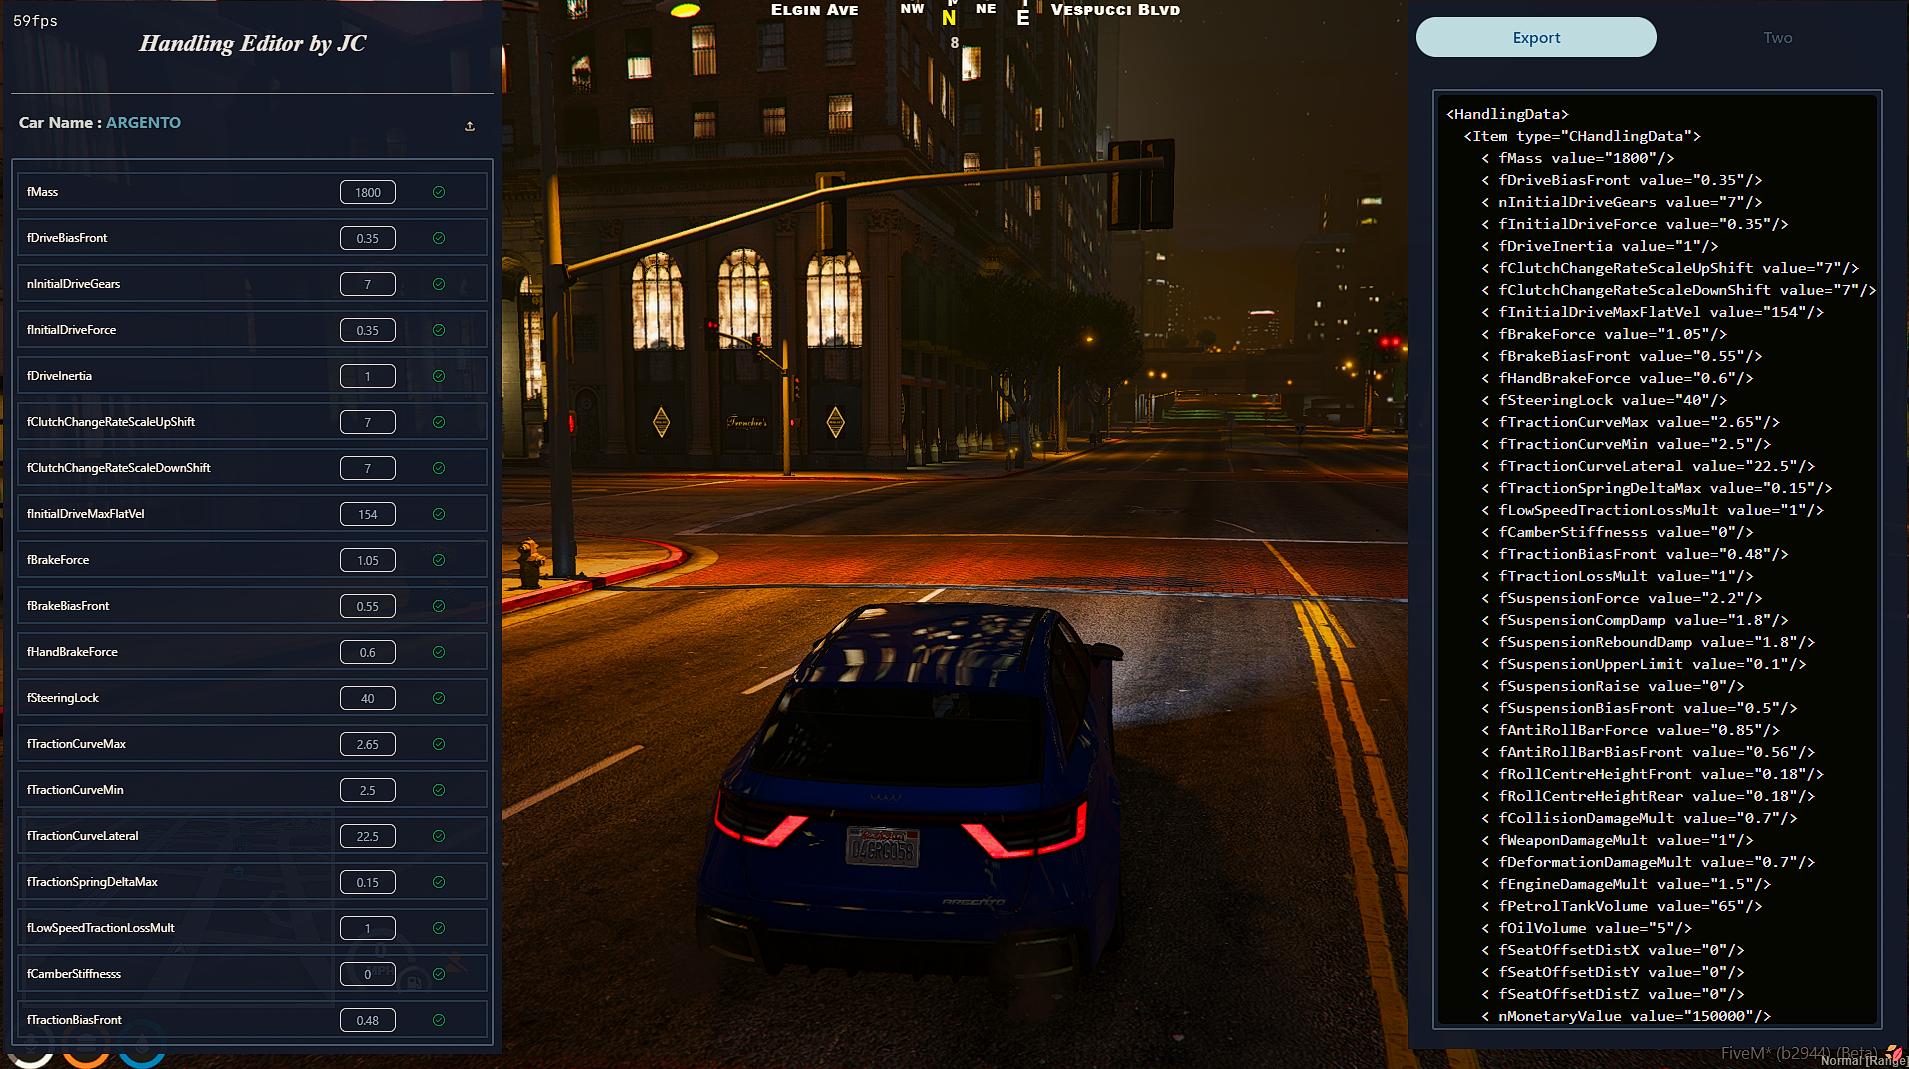 59fps
Handling Editor by JC
Car Name : ARGENTO
fMass 1800
fDriveBiasFront 0.35
nInitialDriveGears 7
fInitialDriveForce 0.35
fDriveInertia 1
fClutchChangeRateScaleUpShift 7
fClutchChangeRateScaleDownShift 7
fInitialDriveMaxFlatVel 154
fBrakeForce 1.05
fBrakeBiasFront 0.55
fHandBrakeForce 0.6
fSteeringLock 40
fTractionCurveMax 2.65
fTractionCurveMin 2.5
fTractionCurveLateral 22.5
fTractionSpringDeltaMax 0.15
fLowSpeedTractionLossMult 1
fCamberStiffnesss 0
fTractionBiasFront 0.48
Elgin Ave NW N NE E Vespucci Blvd
8
Frenchie's
ARGENTO
Export Two
<HandlingData>
<Item type="CHandlingData">
< fMass value="1800"/>
< fDriveBiasFront value="0.35"/>
< nInitialDriveGears value="7"/>
< fInitialDriveForce value="0.35"/>
< fDriveInertia value="1"/>
< fClutchChangeRateScaleUpShift value="7"/>
< fClutchChangeRateScaleDownShift value="7"/>
< fInitialDriveMaxFlatVel value="154"/>
< fBrakeForce value="1.05"/>
< fBrakeBiasFront value="0.55"/>
< fHandBrakeForce value="0.6"/>
< fSteeringLock value="40"/>
< fTractionCurveMax value="2.65"/>
< fTractionCurveMin value="2.5"/>
< fTractionCurveLateral value="22.5"/>
< fTractionSpringDeltaMax value="0.15"/>
< fLowSpeedTractionLossMult value="1"/>
< fCamberStiffnesss value="0"/>
< fTractionBiasFront value="0.48"/>
< fTractionLossMult value="1"/>
< fSuspensionForce value="2.2"/>
< fSuspensionCompDamp value="1.8"/>
< fSuspensionReboundDamp value="1.8"/>
< fSuspensionUpperLimit value="0.1"/>
< fSuspensionRaise value="0"/>
< fSuspensionBiasFront value="0.5"/>
< fAntiRollBarForce value="0.85"/>
< fAntiRollBarBiasFront value="0.56"/>
< fRollCentreHeightFront value="0.18"/>
< fRollCentreHeightRear value="0.18"/>
< fCollisionDamageMult value="0.7"/>
< fWeaponDamageMult value="1"/>
< fDeformationDamageMult value="0.7"/>
< fEngineDamageMult value="1.5"/>
< fPetrolTankVolume value="65"/>
< fOilVolume value="5"/>
< fSeatOffsetDistX value="0"/>
< fSeatOffsetDistY value="0"/>
< fSeatOffsetDistZ value="0"/>
< nMonetaryValue value="150000"/>
FiveM* (b2944) (Beta)
Normal [Range]